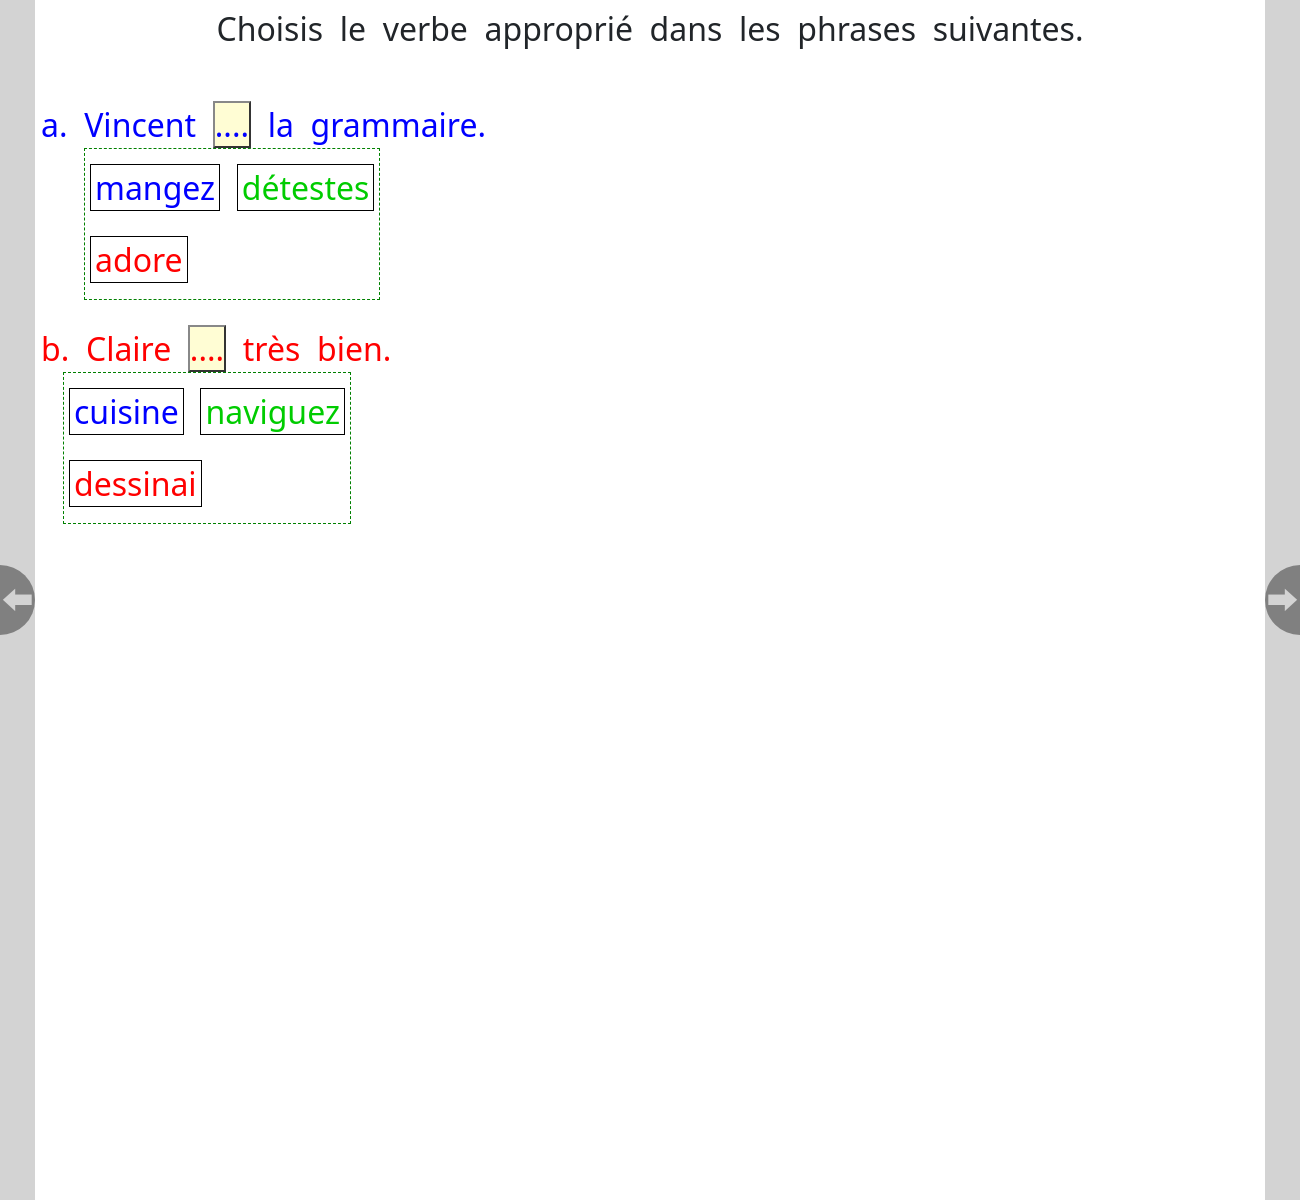 Choisis le verbe approprié dans les phrases suivantes.
a. Vincent .... la grammaire.
mangez détestes
adore
b. Claire .... très bien.
cuisine naviguez
dessinai